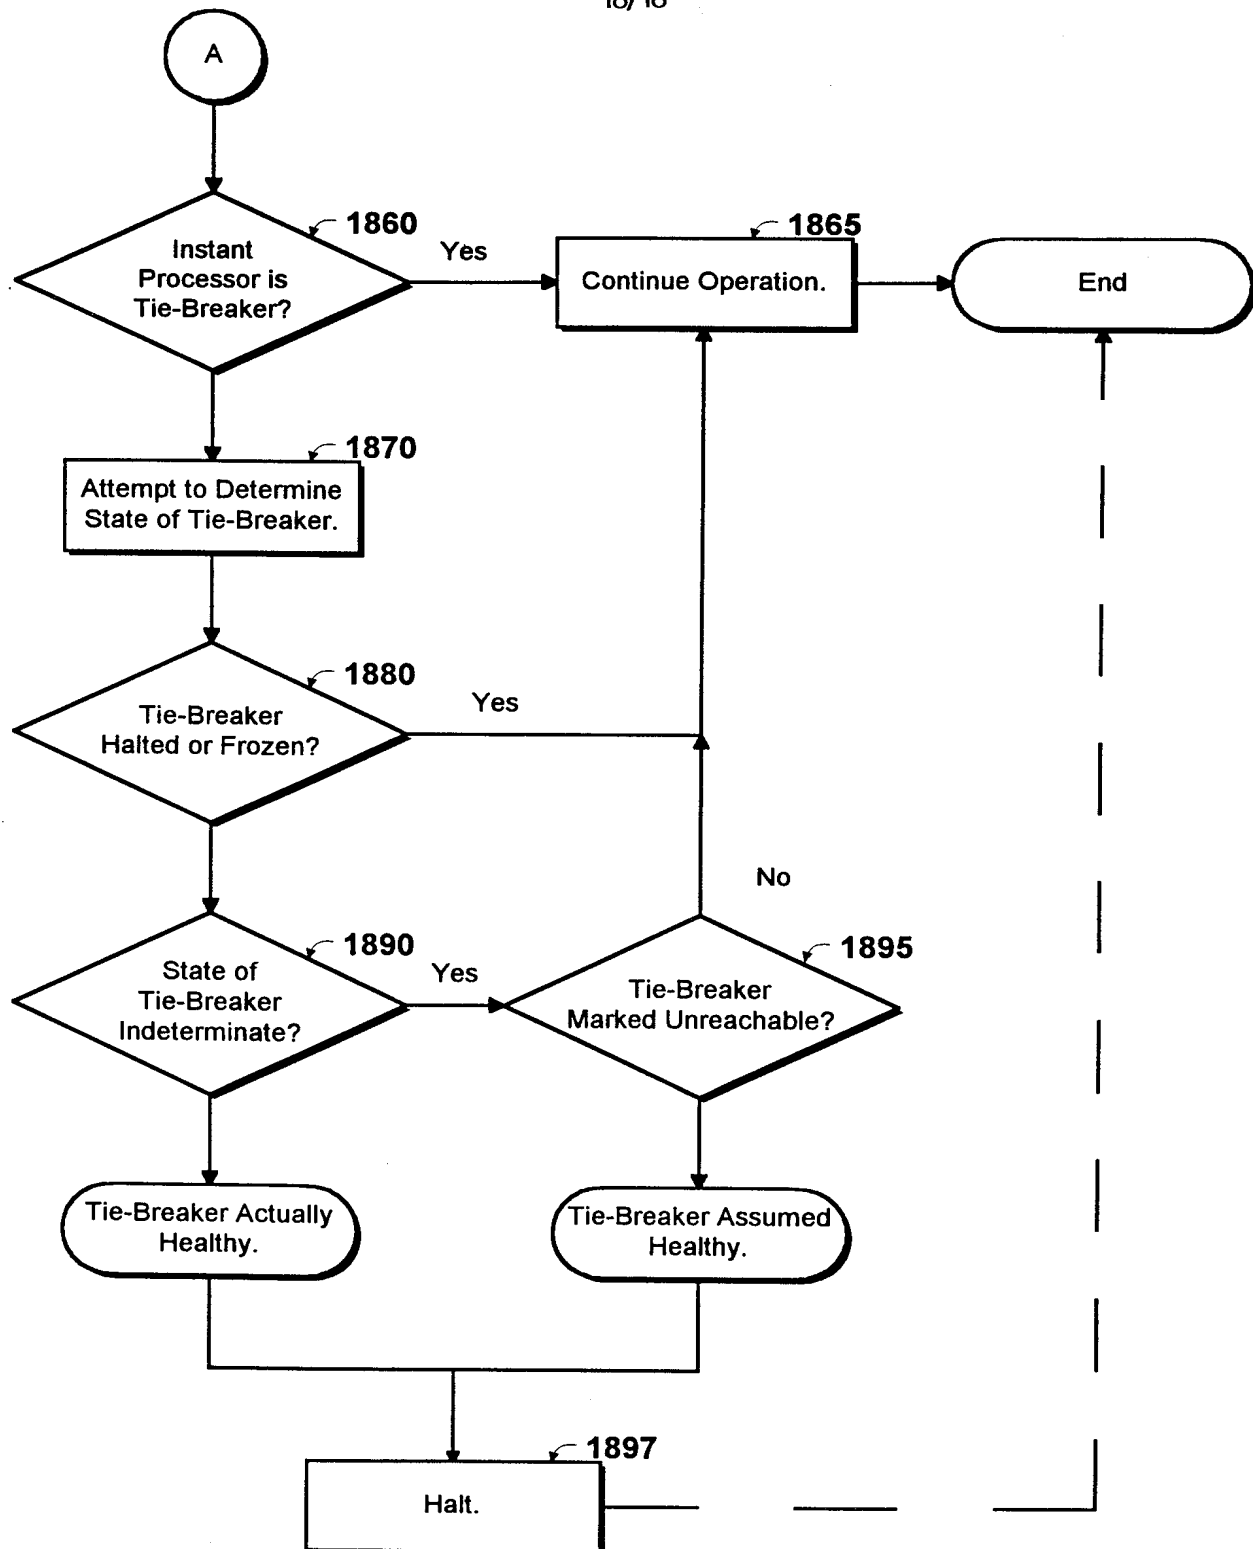 A
1860
Instant
Processor is
Tie-Breaker?
Yes
1865
Continue Operation.
End
1870
Attempt to Determine
State of Tie-Breaker.
1880
Tie-Breaker
Halted or Frozen?
Yes
No
1890
State of
Tie-Breaker
Indeterminate?
Yes
1895
Tie-Breaker
Marked Unreachable?
Tie-Breaker Actually
Healthy.
Tie-Breaker Assumed
Healthy.
1897
Halt.